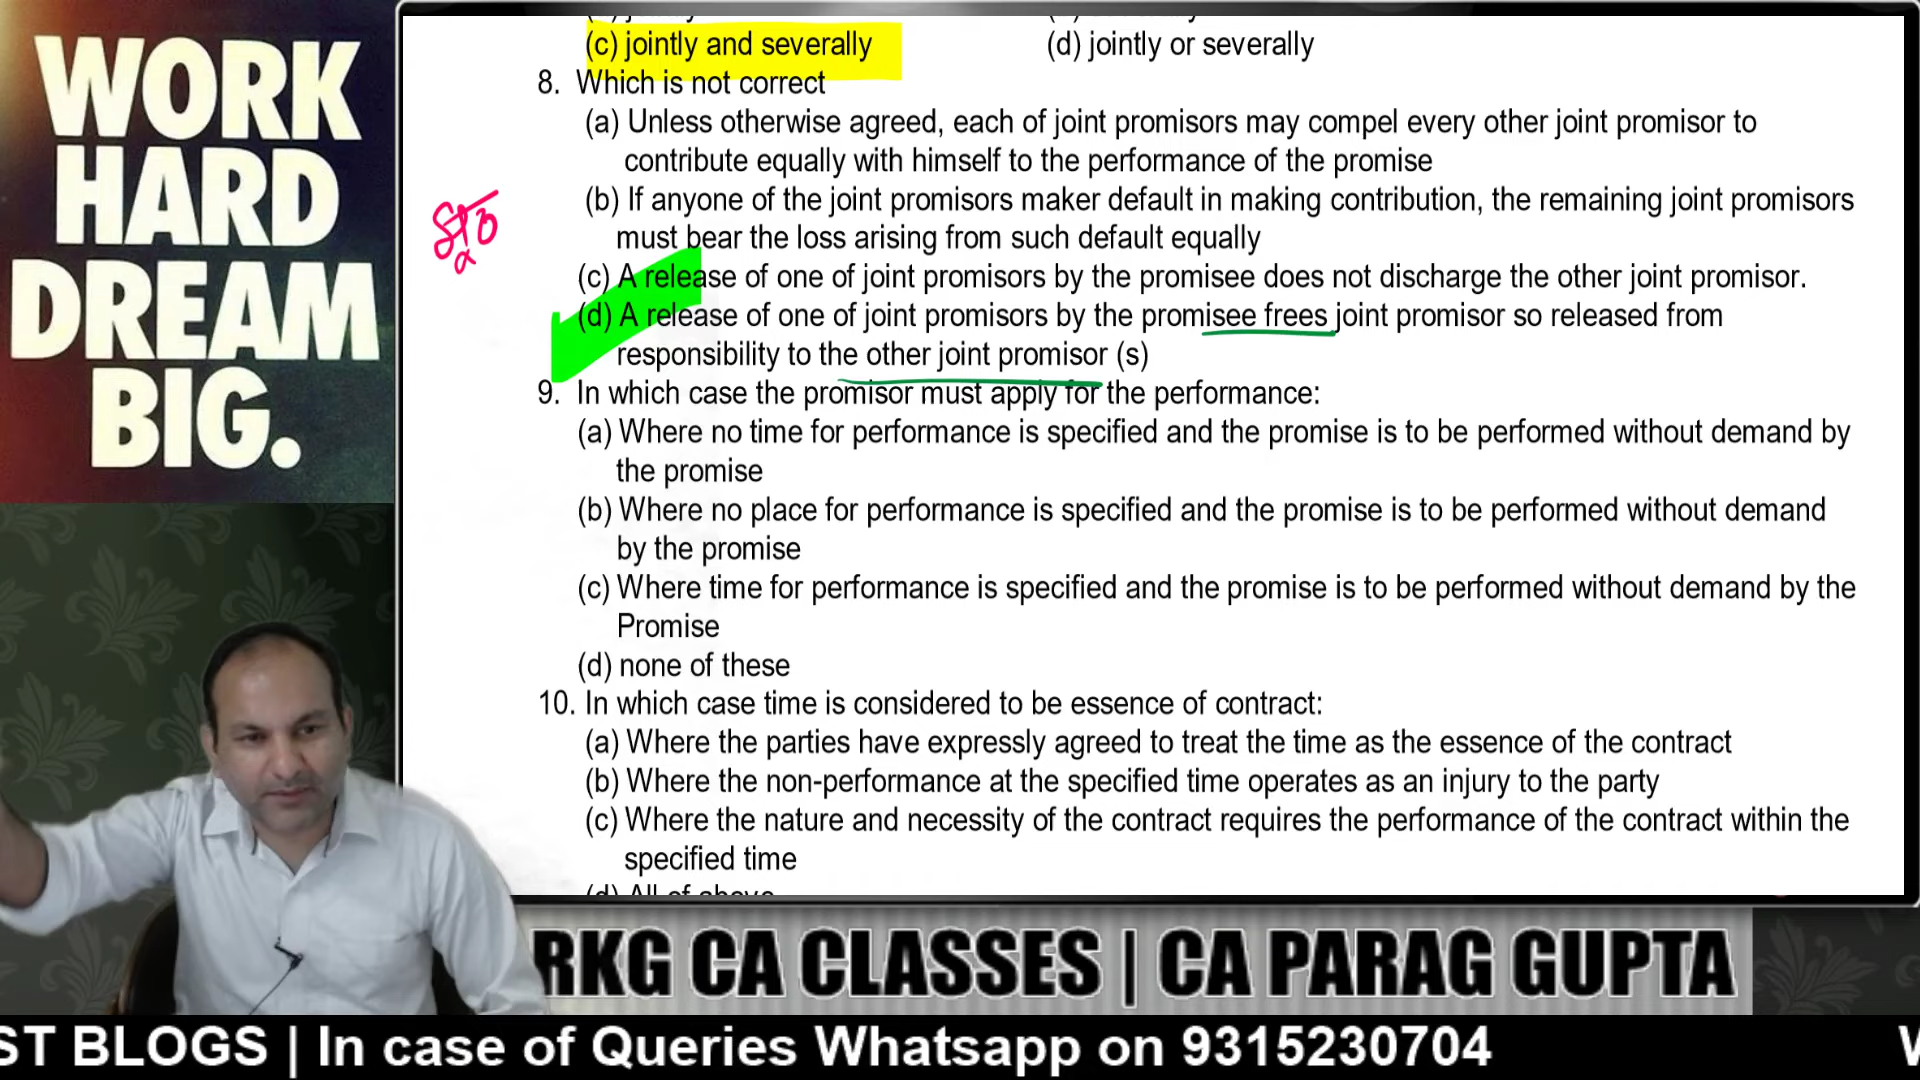 WORK
HARD
DREAM
BIG.
(c) jointly and severally
(d) jointly or severally
8. Which is not correct
(a) Unless otherwise agreed, each of joint promisors may compel every other joint promisor to
contribute equally with himself to the performance of the promise
(b) If anyone of the joint promisors maker default in making contribution, the remaining joint promisors
must bear the loss arising from such default equally
(c) A release of one of joint promisors by the promisee does not discharge the other joint promisor.
(d) A release of one of joint promisors by the promisee frees joint promisor so released from
responsibility to the other joint promisor (s)
9. In which case the promisor must apply for the performance:
(a) Where no time for performance is specified and the promise is to be performed without demand by
the promise
(b) Where no place for performance is specified and the promise is to be performed without demand
by the promise
(c) Where time for performance is specified and the promise is to be performed without demand by the
Promise
(d) none of these
10. In which case time is considered to be essence of contract:
(a) Where the parties have expressly agreed to treat the time as the essence of the contract
(b) Where the non-performance at the specified time operates as an injury to the party
(c) Where the nature and necessity of the contract requires the performance of the contract within the
specified time
(d) All of above
RKG CA CLASSES | CA PARAG GUPTA
ST BLOGS | In case of Queries Whatsapp on 9315230704